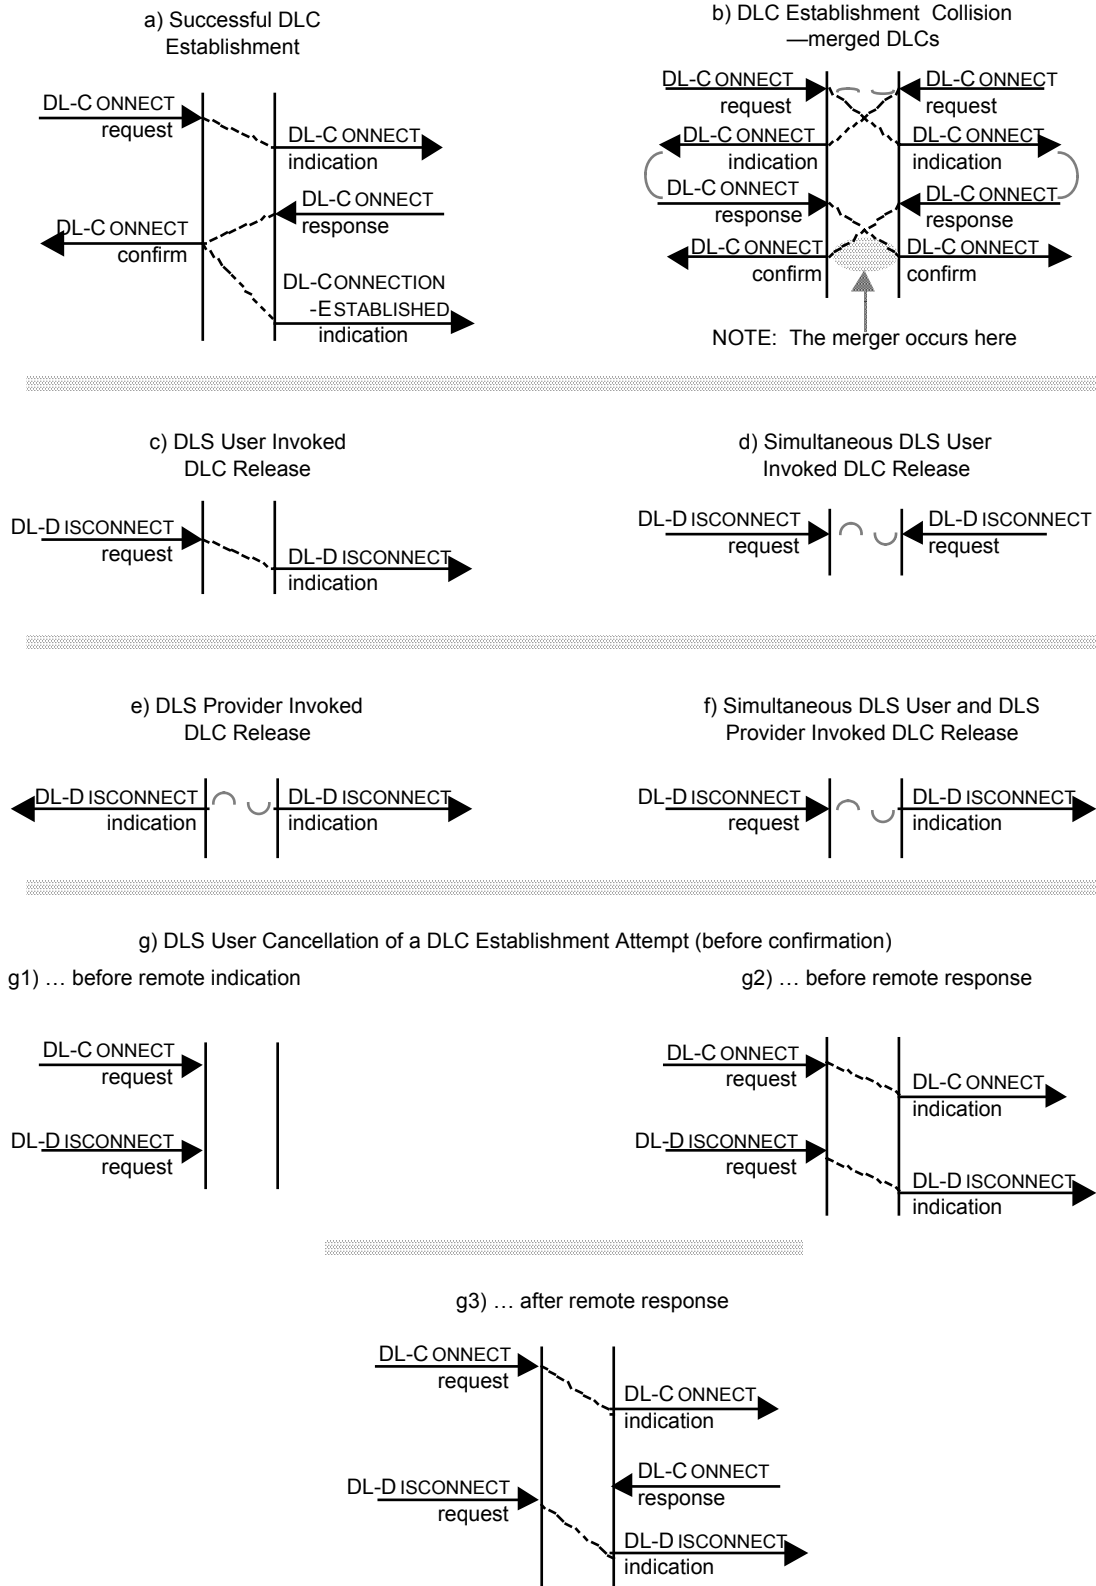 a) Successful DLC
Establishment
DL-CONNECT
request
DL-CONNECT
indication
DL-CONNECT
response
DL-CONNECT
confirm
DL-CONNECTION
-ESTABLISHED
indication
b) DLC Establishment Collision
—merged DLCs
DL-CONNECT
request
DL-CONNECT
request
DL-CONNECT
indication
DL-CONNECT
indication
DL-CONNECT
response
DL-CONNECT
response
DL-CONNECT
confirm
DL-CONNECT
confirm
NOTE: The merger occurs here
c) DLS User Invoked
DLC Release
DL-DISCONNECT
request
DL-DISCONNECT
indication
d) Simultaneous DLS User
Invoked DLC Release
DL-DISCONNECT
request
DL-DISCONNECT
request
e) DLS Provider Invoked
DLC Release
DL-DISCONNECT
indication
DL-DISCONNECT
indication
f) Simultaneous DLS User and DLS
Provider Invoked DLC Release
DL-DISCONNECT
request
DL-DISCONNECT
indication
g) DLS User Cancellation of a DLC Establishment Attempt (before confirmation)
g1) … before remote indication
DL-CONNECT
request
DL-DISCONNECT
request
g2) … before remote response
DL-CONNECT
request
DL-CONNECT
indication
DL-DISCONNECT
request
DL-DISCONNECT
indication
g3) … after remote response
DL-CONNECT
request
DL-CONNECT
indication
DL-CONNECT
response
DL-DISCONNECT
request
DL-DISCONNECT
indication